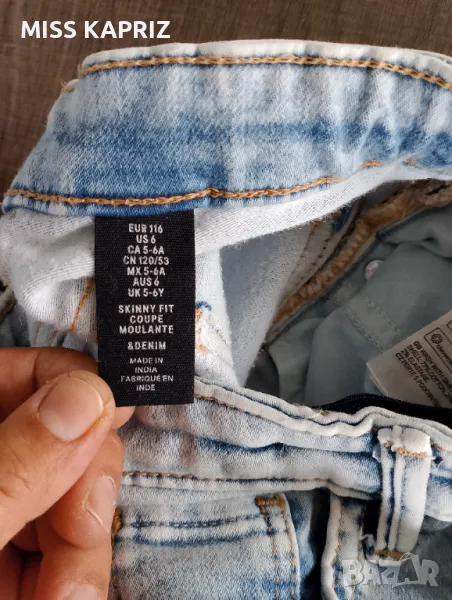 MISS KAPRIZ
EUR 116
US 6
CA 5-6A
CN 120/53
MX 5-6A
AUS 6
UK 5-6Y
SKINNY FIT
COUPE
MOULANTE
&DENIM
MADE IN
INDIA
FABRIQUE EN
INDE
BAZAR